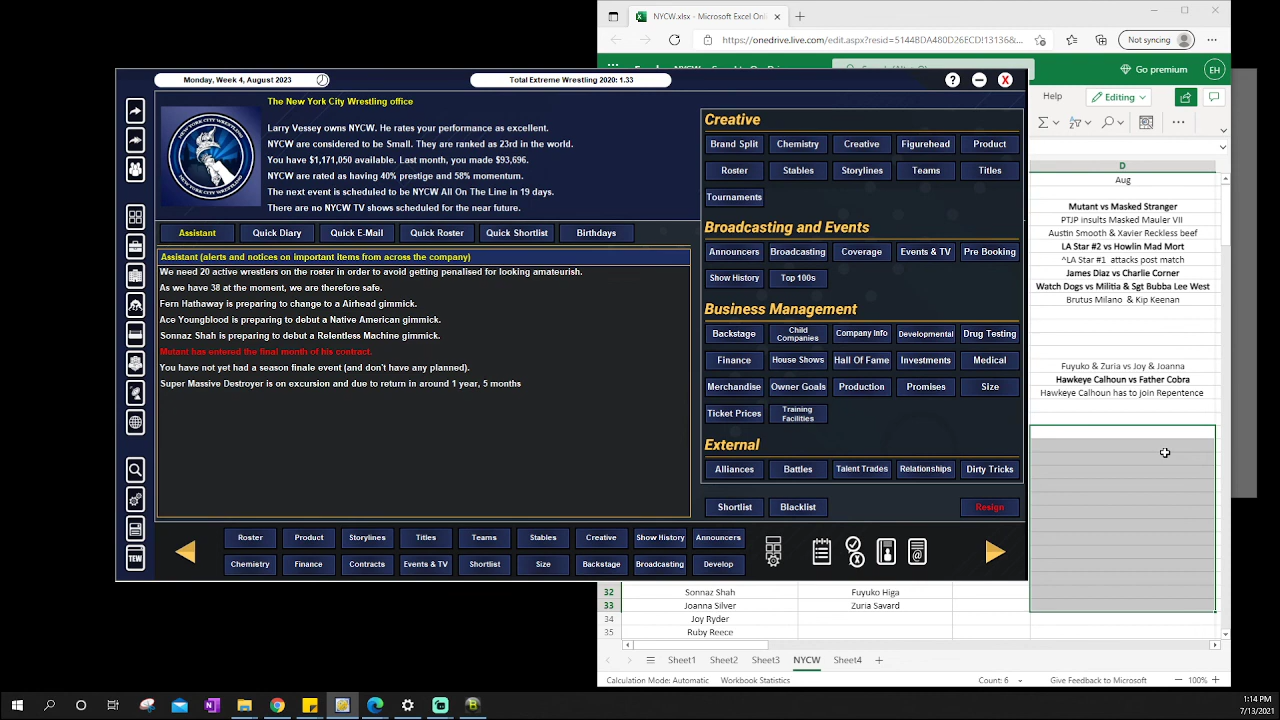 NYCW.xlsx - Microsoft Excel Onli
https://onedrive.live.com/edit.aspx?resid=5144BDA480D26ECD!13136&...
Not syncing
Go premium
EH
Help
Editing
D
Aug
Mutant vs Masked Stranger
PTJP insults Masked Mauler VII
Austin Smooth & Xavier Reckless beef
LA Star #2 vs Howlin Mad Mort
^LA Star #1 attacks post match
James Diaz vs Charlie Corner
Watch Dogs vs Militia & Sgt Bubba Lee West
Brutus Milano & Kip Keenan
Fuyuko & Zuria vs Joy & Joanna
Hawkeye Calhoun vs Father Cobra
Hawkeye Calhoun has to join Repentence
Monday, Week 4, August 2023
Total Extreme Wrestling 2020: 1.33
The New York City Wrestling office
NEW YORK CITY WRESTLING
Larry Vessey owns NYCW. He rates your performance as excellent.
NYCW are considered to be Small. They are ranked as 23rd in the world.
You have $1,171,050 available. Last month, you made $93,696.
NYCW are rated as having 40% prestige and 58% momentum.
The next event is scheduled to be NYCW All On The Line in 19 days.
There are no NYCW TV shows scheduled for the near future.
Assistant Quick Diary Quick E-Mail Quick Roster Quick Shortlist Birthdays
Assistant (alerts and notices on important items from across the company)
We need 20 active wrestlers on the roster in order to avoid getting penalised for looking amateurish.
As we have 38 at the moment, we are therefore safe.
Fern Hathaway is preparing to change to a Airhead gimmick.
Ace Youngblood is preparing to debut a Native American gimmick.
Sonnaz Shah is preparing to debut a Relentless Machine gimmick.
Mutant has entered the final month of his contract.
You have not yet had a season finale event (and don't have any planned).
Super Massive Destroyer is on excursion and due to return in around 1 year, 5 months
Creative
Brand Split Chemistry Creative Figurehead Product
Roster Stables Storylines Teams Titles
Tournaments
Broadcasting and Events
Announcers Broadcasting Coverage Events & TV Pre Booking
Show History Top 100s
Business Management
Backstage Child Companies Company Info Developmental Drug Testing
Finance House Shows Hall Of Fame Investments Medical
Merchandise Owner Goals Production Promises Size
Ticket Prices Training Facilities
External
Alliances Battles Talent Trades Relationships Dirty Tricks
Shortlist Blacklist Resign
Roster Product Storylines Titles Teams Stables Creative Show History Announcers
Chemistry Finance Contracts Events & TV Shortlist Size Backstage Broadcasting Develop
TEW
32 Sonnaz Shah Fuyuko Higa
33 Joanna Silver Zuria Savard
34 Joy Ryder
35 Ruby Reece
Sheet1 Sheet2 Sheet3 NYCW Sheet4
Calculation Mode: Automatic Workbook Statistics Count: 6 Give Feedback to Microsoft 100%
1:14 PM
7/13/2021